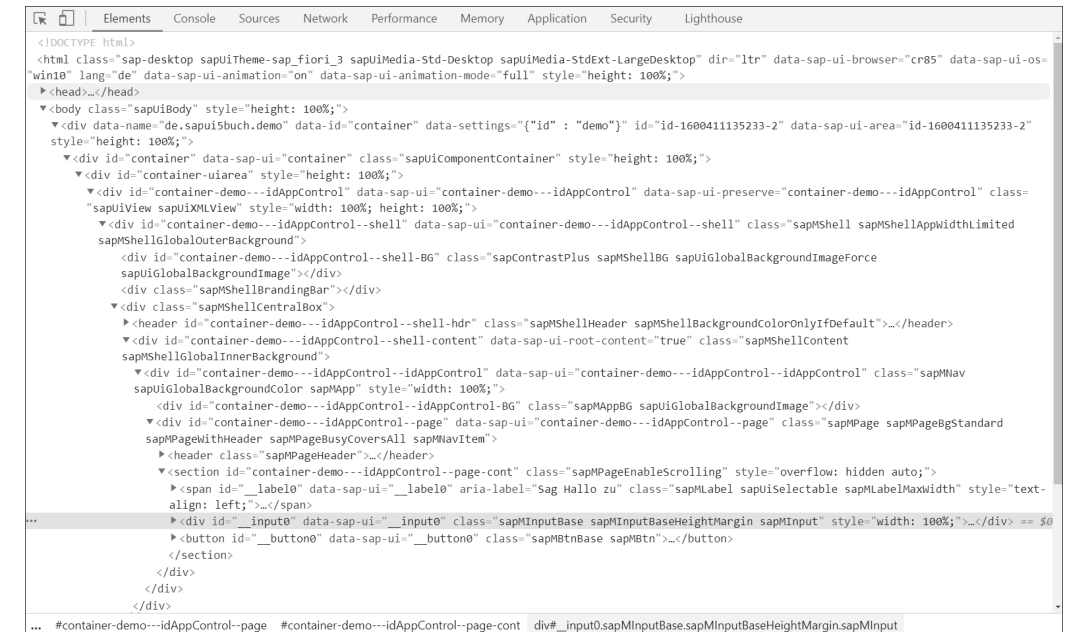 Elements Console Sources Network Performance Memory Application Security Lighthouse
<!DOCTYPE html>
<html class="sap-desktop sapUiTheme-sap_fiori_3 sapUiMedia-Std-Desktop sapUiMedia-StdExt-LargeDesktop" dir="ltr" data-sap-ui-browser="cr85" data-sap-ui-os=
"win10" lang="de" data-sap-ui-animation="on" data-sap-ui-animation-mode="full" style="height: 100%;">
▶<head>…</head>
▼<body class="sapUiBody" style="height: 100%;">
▼<div data-name="de.sapui5buch.demo" data-id="container" data-settings="{"id" : "demo"}" id="id-1600411135233-2" data-sap-ui-area="id-1600411135233-2"
style="height: 100%;">
▼<div id="container" data-sap-ui="container" class="sapUiComponentContainer" style="height: 100%;">
▼<div id="container-uiarea" style="height: 100%;">
▼<div id="container-demo---idAppControl" data-sap-ui="container-demo---idAppControl" data-sap-ui-preserve="container-demo---idAppControl" class=
"sapUiView sapUiXMLView" style="width: 100%; height: 100%;">
▼<div id="container-demo---idAppControl--shell" data-sap-ui="container-demo---idAppControl--shell" class="sapMShell sapMShellAppWidthLimited
sapMShellGlobalOuterBackground">
<div id="container-demo---idAppControl--shell-BG" class="sapContrastPlus sapMShellBG sapUiGlobalBackgroundImageForce
sapUiGlobalBackgroundImage"></div>
<div class="sapMShellBrandingBar"></div>
▼<div class="sapMShellCentralBox">
▶<header id="container-demo---idAppControl--shell-hdr" class="sapMShellHeader sapMShellBackgroundColorOnlyIfDefault">…</header>
▼<div id="container-demo---idAppControl--shell-content" data-sap-ui-root-content="true" class="sapMShellContent
sapMShellGlobalInnerBackground">
▼<div id="container-demo---idAppControl--idAppControl" data-sap-ui="container-demo---idAppControl--idAppControl" class="sapMNav
sapUiGlobalBackgroundColor sapMApp" style="width: 100%;">
<div id="container-demo---idAppControl--idAppControl-BG" class="sapMAppBG sapUiGlobalBackgroundImage"></div>
▼<div id="container-demo---idAppControl--page" data-sap-ui="container-demo---idAppControl--page" class="sapMPage sapMPageBgStandard
sapMPageWithHeader sapMPageBusyCoversAll sapMNavItem">
▶<header class="sapMPageHeader">…</header>
▼<section id="container-demo---idAppControl--page-cont" class="sapMPageEnableScrolling" style="overflow: hidden auto;">
▶<span id="__label0" data-sap-ui="__label0" aria-label="Sag Hallo zu" class="sapMLabel sapUiSelectable sapMLabelMaxWidth" style="text-
align: left;">…</span>
… ▶<div id="__input0" data-sap-ui="__input0" class="sapMInputBase sapMInputBaseHeightMargin sapMInput" style="width: 100%;">…</div> == $0
▶<button id="__button0" data-sap-ui="__button0" class="sapMBtnBase sapMBtn">…</button>
</section>
</div>
</div>
</div>
… #container-demo---idAppControl--page #container-demo---idAppControl--page-cont div#__input0.sapMInputBase.sapMInputBaseHeightMargin.sapMInput